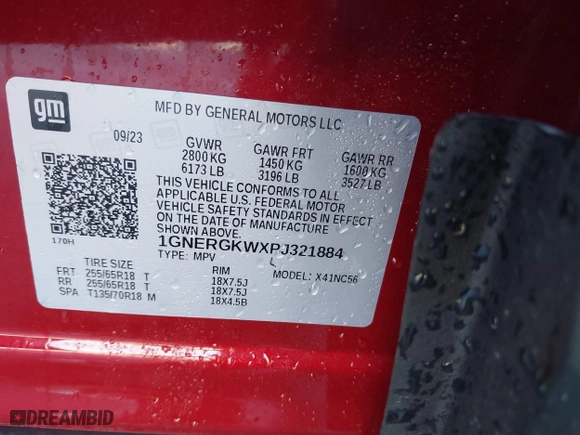 gm
MFD BY GENERAL MOTORS LLC
09/23 GVWR GAWR FRT GAWR RR
2800 KG 1450 KG 1600 KG
6173 LB 3196 LB 3527 LB
THIS VEHICLE CONFORMS TO ALL
APPLICABLE U.S. FEDERAL MOTOR
VEHICLE SAFETY STANDARDS IN EFFECT
ON THE DATE OF MANUFACTURE
SHOWN ABOVE.
170H
1GNERGKWXPJ321884
TYPE: MPV MODEL: X41NC56
TIRE SIZE RIM
FRT 255/65R18 T 18X7.5J
RR 255/65R18 T 18X7.5J
SPA T135/70R18 M 18X4.5B
DREAMBID